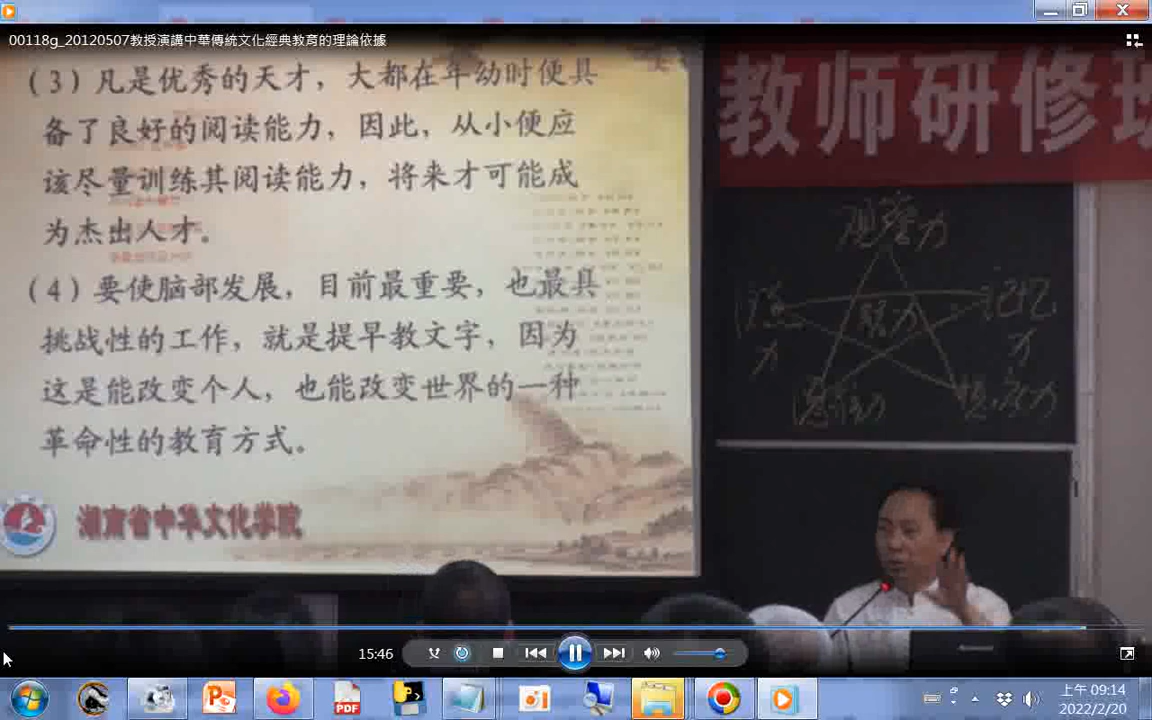 00118g_20120507教授演講中華傳統文化經典教育的理論依據
(3)凡是优秀的天才，大都在年幼时便具
备了良好的阅读能力，因此，从小便应
该尽量训练其阅读能力，将来才可能成
为杰出人才。
(4)要使脑部发展，目前最重要，也最具
挑战性的工作，就是提早教文字，因为
这是能改变个人，也能改变世界的一种
革命性的教育方式。
湖南省中华文化学院
教师研修班
观察力
记忆力
15:46
上午 09:14
2022/2/20